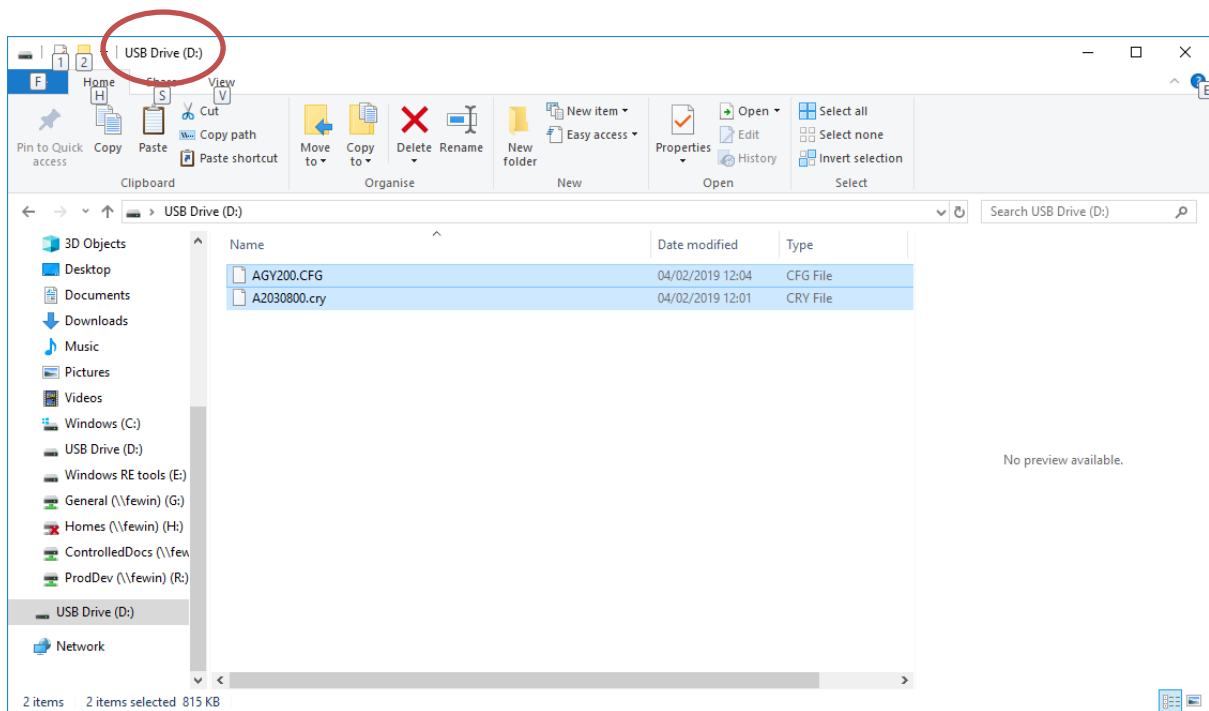 USB Drive (D:)
1 2
F Home Share View
H S V E
Pin to Quick access
Copy
Paste
Cut
Copy path
Paste shortcut
Move to
Copy to
Delete
Rename
New folder
New item
Easy access
Properties
Open
Edit
History
Select all
Select none
Invert selection
Clipboard Organise New Open Select
USB Drive (D:)
Search USB Drive (D:)
Name Date modified Type
AGY200.CFG 04/02/2019 12:04 CFG File
A2030800.cry 04/02/2019 12:01 CRY File
3D Objects
Desktop
Documents
Downloads
Music
Pictures
Videos
Windows (C:)
USB Drive (D:)
Windows RE tools (E:)
General (\\fewin) (G:)
Homes (\\fewin) (H:)
ControlledDocs (\\few
ProdDev (\\fewin) (R:)
USB Drive (D:)
Network
No preview available.
2 items 2 items selected 815 KB